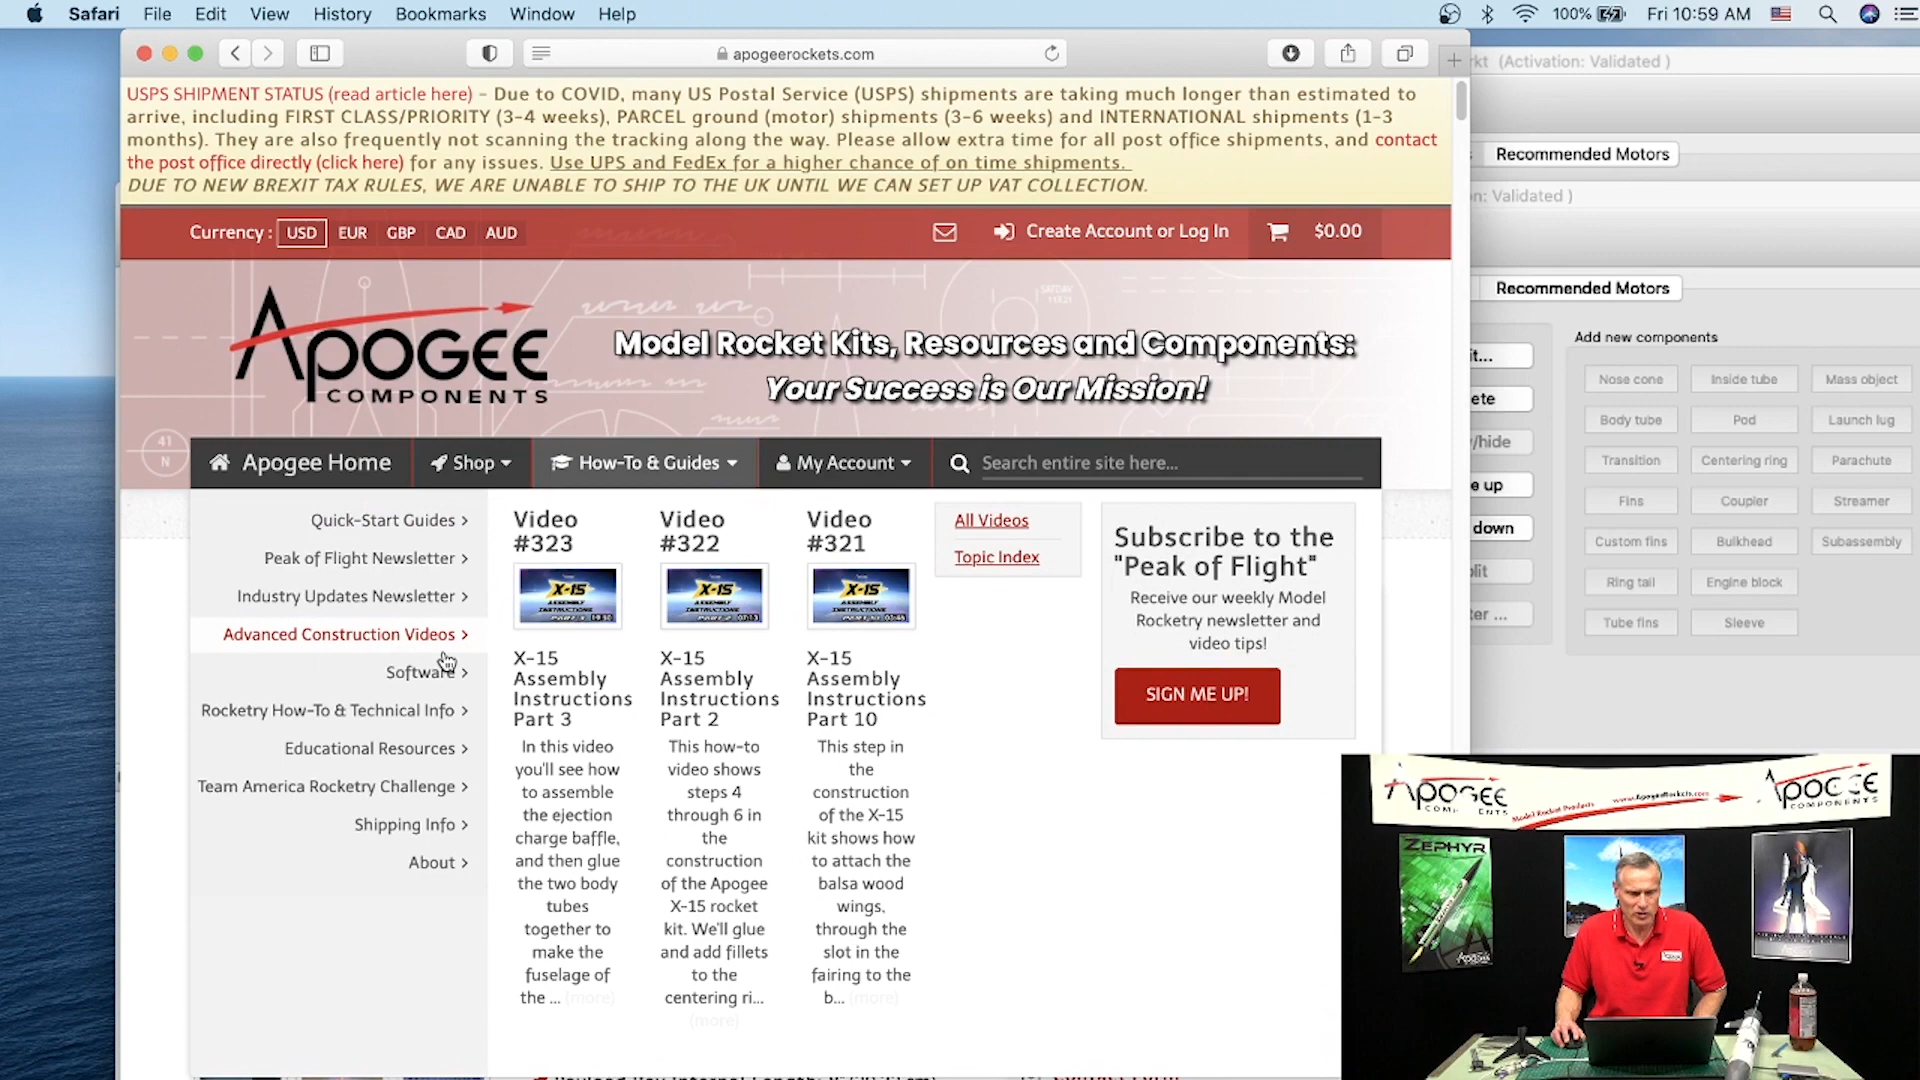 Safari File Edit View History Bookmarks Window Help 100% Fri 10:59 AM
apogeerockets.com
USPS SHIPMENT STATUS (read article here) - Due to COVID, many US Postal Service (USPS) shipments are taking much longer than estimated to
arrive, including FIRST CLASS/PRIORITY (3-4 weeks), PARCEL ground (motor) shipments (3-6 weeks) and INTERNATIONAL shipments (1-3
months). They are also frequently not scanning the tracking along the way. Please allow extra time for all post office shipments, and contact
the post office directly (click here) for any issues. Use UPS and FedEx for a higher chance of on time shipments.
DUE TO NEW BREXIT TAX RULES, WE ARE UNABLE TO SHIP TO THE UK UNTIL WE CAN SET UP VAT COLLECTION.
Currency : USD EUR GBP CAD AUD Create Account or Log In $0.00
APOGEE
COMPONENTS
Model Rocket Kits, Resources and Components:
Your Success is Our Mission!
41
N
Apogee Home Shop How-To & Guides My Account Search entire site here...
Quick-Start Guides >
Peak of Flight Newsletter >
Industry Updates Newsletter >
Advanced Construction Videos >
Software >
Rocketry How-To & Technical Info >
Educational Resources >
Team America Rocketry Challenge >
Shipping Info >
About >
Video
#323
X-15
X-15
Assembly
Instructions
Part 3
In this video
you'll see how
to assemble
the ejection
charge baffle,
and then glue
the two body
tubes
together to
make the
fuselage of
the ... (more)
Video
#322
X-15
X-15
Assembly
Instructions
Part 2
This how-to
video shows
steps 4
through 6 in
the
construction
of the Apogee
X-15 rocket
kit. We'll glue
and add fillets
to the
centering ri...
(more)
Video
#321
X-15
X-15
Assembly
Instructions
Part 10
This step in
the
construction
of the X-15
kit shows how
to attach the
balsa wood
wings,
through the
slot in the
fairing to the
b... (more)
All Videos
Topic Index
Subscribe to the
"Peak of Flight"
Receive our weekly Model
Rocketry newsletter and
video tips!
SIGN ME UP!
(Activation: Validated )
Recommended Motors
Validated )
Recommended Motors
Add new components
Nose cone Inside tube Mass object
Body tube Pod Launch lug
Transition Centering ring Parachute
Fins Coupler Streamer
Custom fins Bulkhead Subassembly
Ring tail Engine block
Tube fins Sleeve
up
down
APOGEE
Model Rocket Products www.ApogeeRockets.com
ZEPHYR
Apogee